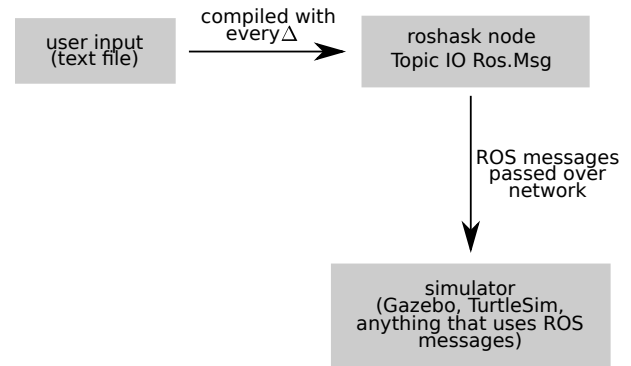 user input
(text file)
compiled with
every∆
roshask node
Topic IO Ros.Msg
ROS messages
passed over
network
simulator
(Gazebo, TurtleSim,
anything that uses ROS
messages)